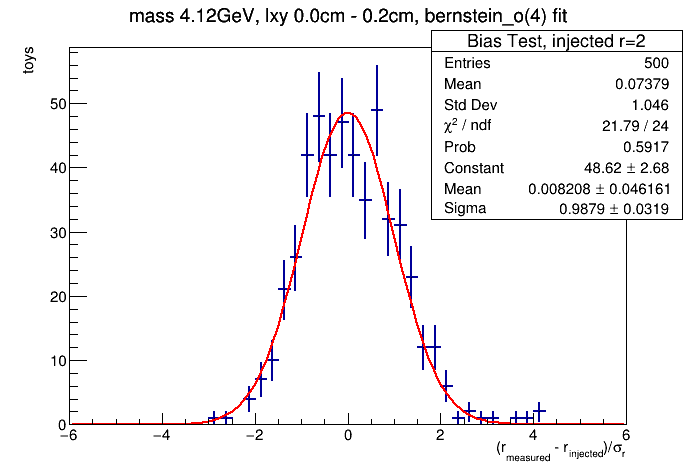 mass 4.12GeV, lxy 0.0cm - 0.2cm, bernstein_o(4) fit
Bias Test, injected r=2
Entries 500
Mean 0.07379
Std Dev 1.046
χ² / ndf 21.79 / 24
Prob 0.5917
Constant 48.62 ± 2.68
Mean 0.008208 ± 0.046161
Sigma 0.9879 ± 0.0319
toys
50
40
30
20
10
0
−6 −4 −2 0 2 4 6
(r_measured - r_injected)/σ_r